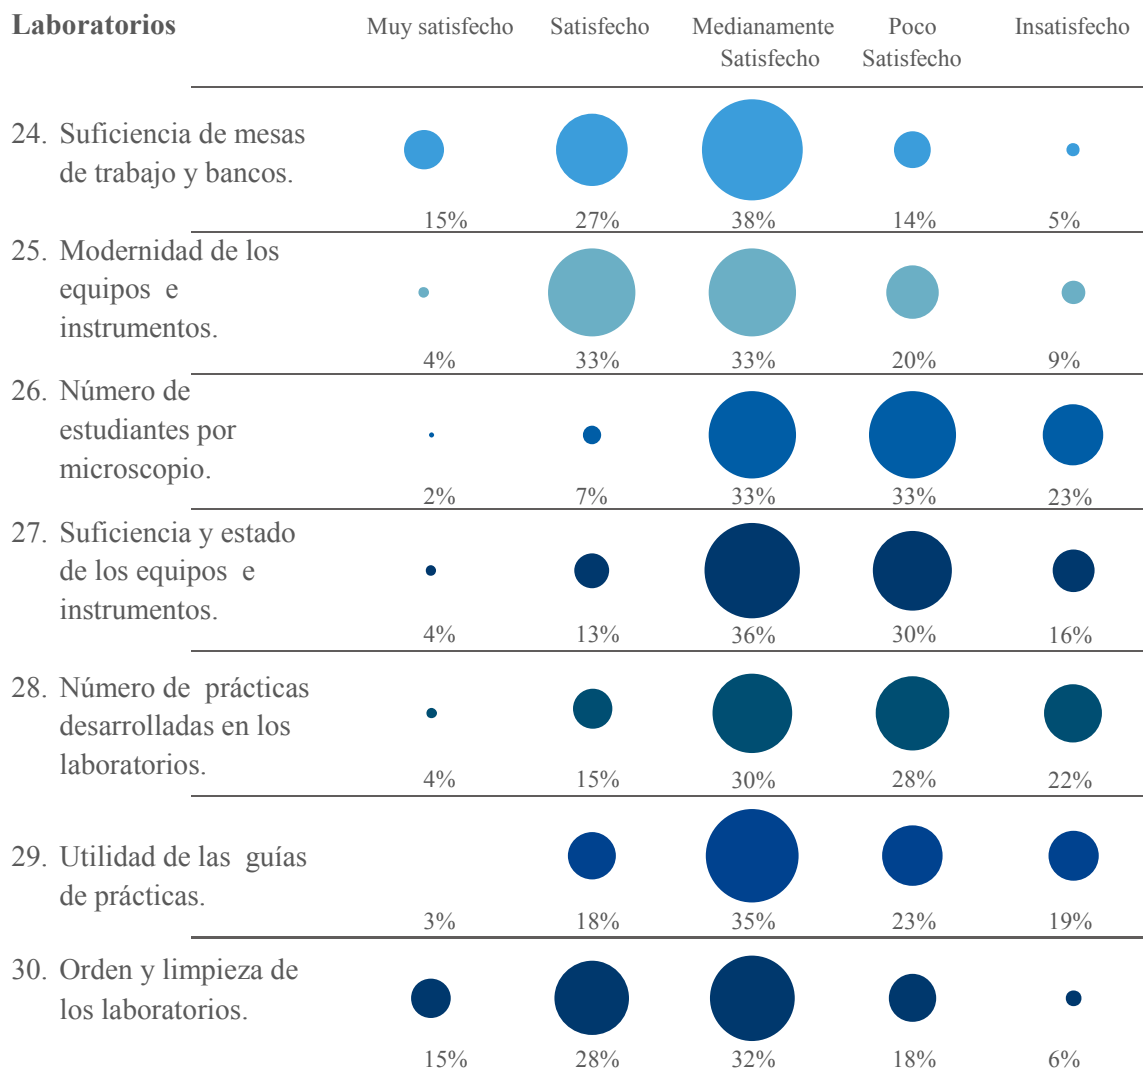 Laboratorios Muy satisfecho Satisfecho Medianamente Satisfecho Poco Satisfecho Insatisfecho
24. Suficiencia de mesas
de trabajo y bancos.
15% 27% 38% 14% 5%
25. Modernidad de los
equipos e
instrumentos.
4% 33% 33% 20% 9%
26. Número de
estudiantes por
microscopio.
2% 7% 33% 33% 23%
27. Suficiencia y estado
de los equipos e
instrumentos.
4% 13% 36% 30% 16%
28. Número de prácticas
desarrolladas en los
laboratorios.
4% 15% 30% 28% 22%
29. Utilidad de las guías
de prácticas.
3% 18% 35% 23% 19%
30. Orden y limpieza de
los laboratorios.
15% 28% 32% 18% 6%